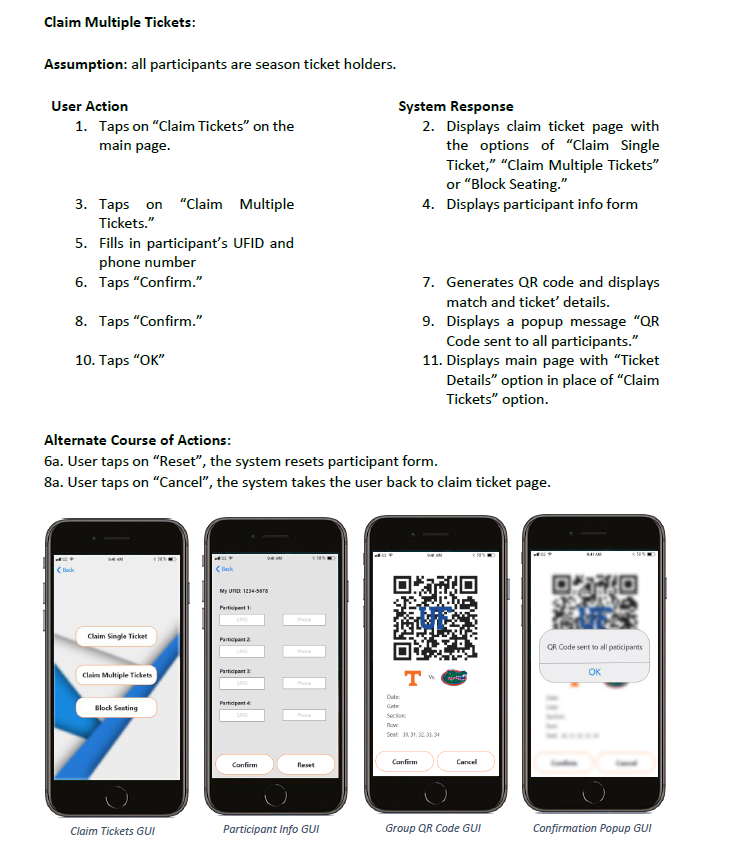 Claim Multiple Tickets:
Assumption: all participants are season ticket holders.
User Action
1. Taps on “Claim Tickets” on the
main page.
3. Taps on “Claim Multiple
Tickets.”
5. Fills in participant’s UFID and
phone number
6. Taps “Confirm.”
8. Taps “Confirm.”
10. Taps “OK”
System Response
2. Displays claim ticket page with
the options of “Claim Single
Ticket,” “Claim Multiple Tickets”
or “Block Seating.”
4. Displays participant info form
7. Generates QR code and displays
match and ticket’ details.
9. Displays a popup message “QR
Code sent to all participants.”
11. Displays main page with “Ticket
Details” option in place of “Claim
Tickets” option.
Alternate Course of Actions:
6a. User taps on “Reset”, the system resets participant form.
8a. User taps on “Cancel”, the system takes the user back to claim ticket page.
9:41 AM
Back
Claim Single Ticket
Claim Multiple Tickets
Block Seating
Claim Tickets GUI
9:41 AM
Back
My UFID: 1234-5678
Participant 1:
UFID Phone
Participant 2:
UFID Phone
Participant 3:
UFID Phone
Participant 4:
UFID Phone
Confirm Reset
Participant Info GUI
9:41 AM
UF
T Vs.
Date:
Gate:
Section:
Row:
Seat: 30, 31, 32, 33, 34
Confirm Cancel
Group QR Code GUI
9:41 AM
QR Code sent to all paticipants
OK
Confirmation Popup GUI